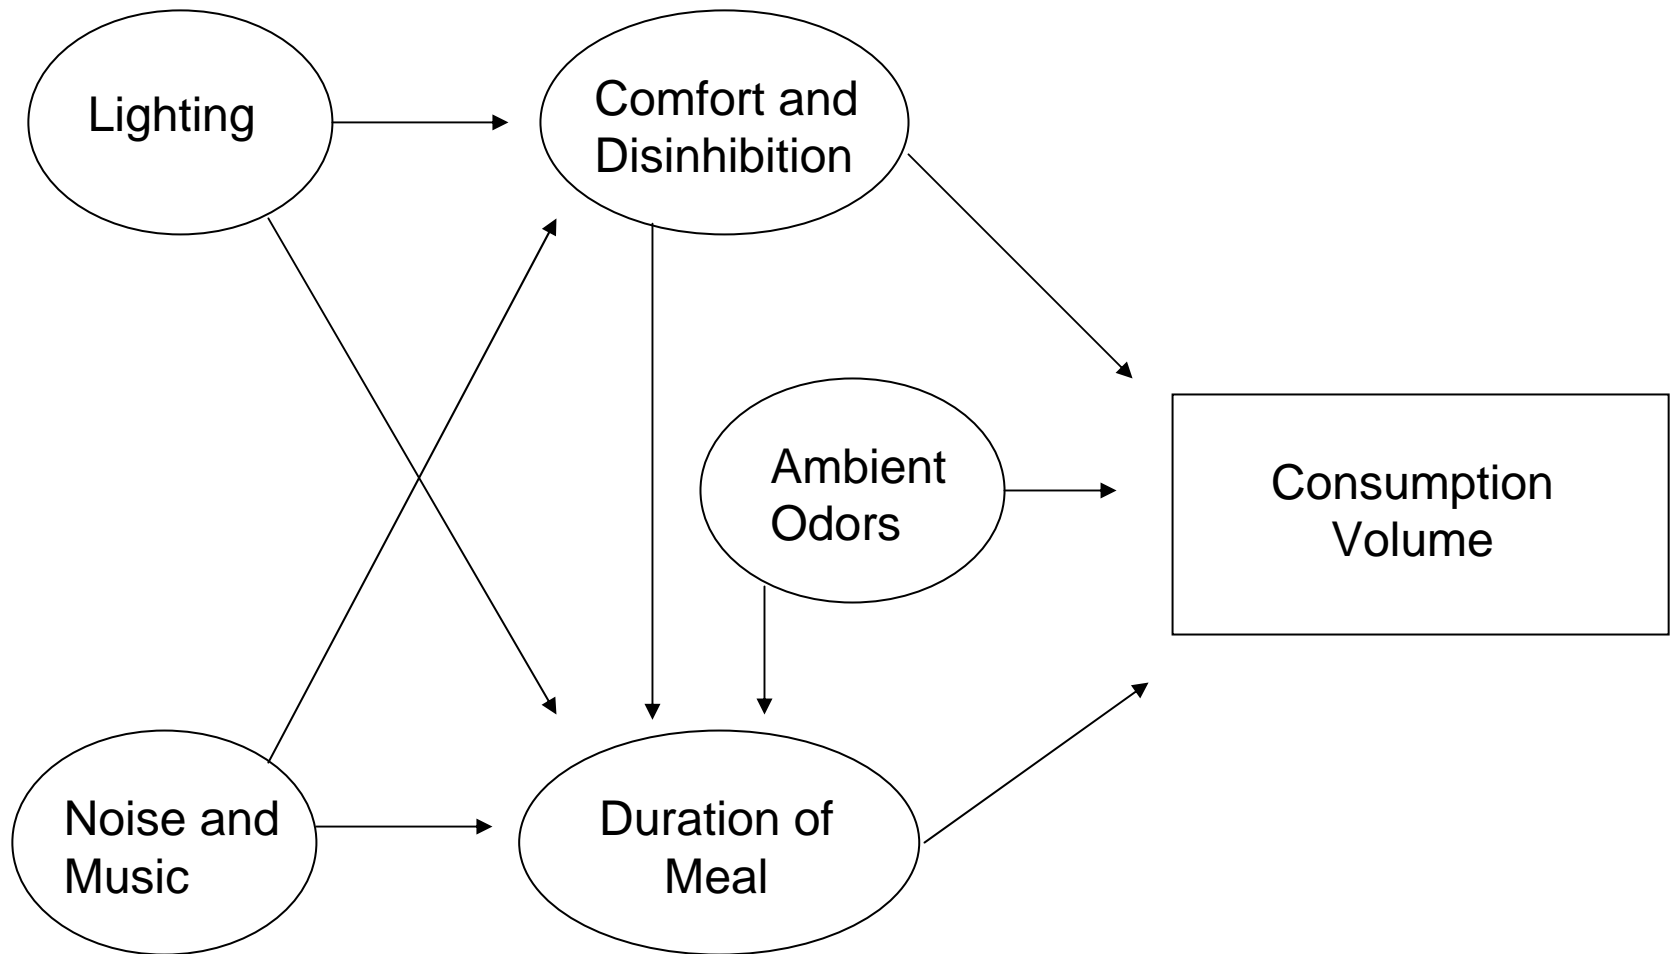 Lighting
Comfort and
Disinhibition
Ambient
Odors
Consumption
Volume
Noise and
Music
Duration of
Meal